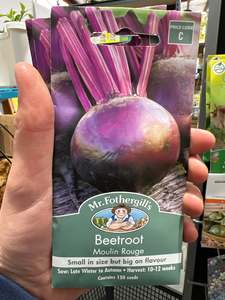 PRICE CODE
C
Mr.Fothergill's
Beetroot
Moulin Rouge
Small in size but big on flavour
Sow: Late Winter to Autumn • Harvest: 10-12 weeks
Contains 150 seeds